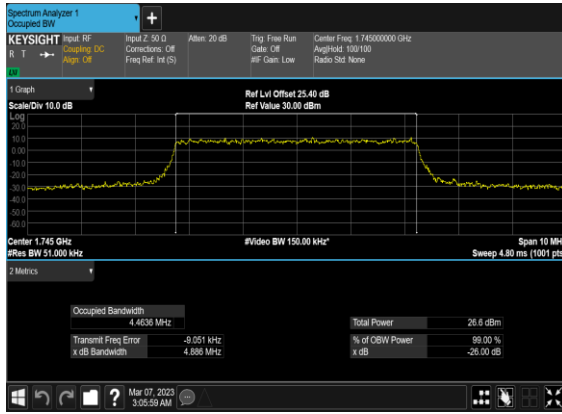 Spectrum Analyzer 1
Occupied BW
+
KEYSIGHT
R T
LW
Input: RF
Coupling: DC
Align: Off
Input Z: 50 Ω
Corrections: Off
Freq Ref: Int (S)
Atten: 20 dB
Trig: Free Run
Gate: Off
#IF Gain: Low
Center Freq: 1.745000000 GHz
Avg|Hold: 100/100
Radio Std: None
1 Graph
Scale/Div 10.0 dB
Ref Lvl Offset 25.40 dB
Ref Value 30.00 dBm
Log
20.0
10.0
0.00
-10.0
-20.0
-30.0
-40.0
-50.0
-60.0
Center 1.745 GHz
#Res BW 51.000 kHz
#Video BW 150.00 kHz*
Span 10 MH
Sweep 4.80 ms (1001 pts
2 Metrics
Occupied Bandwidth
4.4636 MHz
Transmit Freq Error -9.051 kHz
x dB Bandwidth 4.886 MHz
Total Power 26.6 dBm
% of OBW Power 99.00 %
x dB -26.00 dB
?
Mar 07, 2023
3:05:59 AM